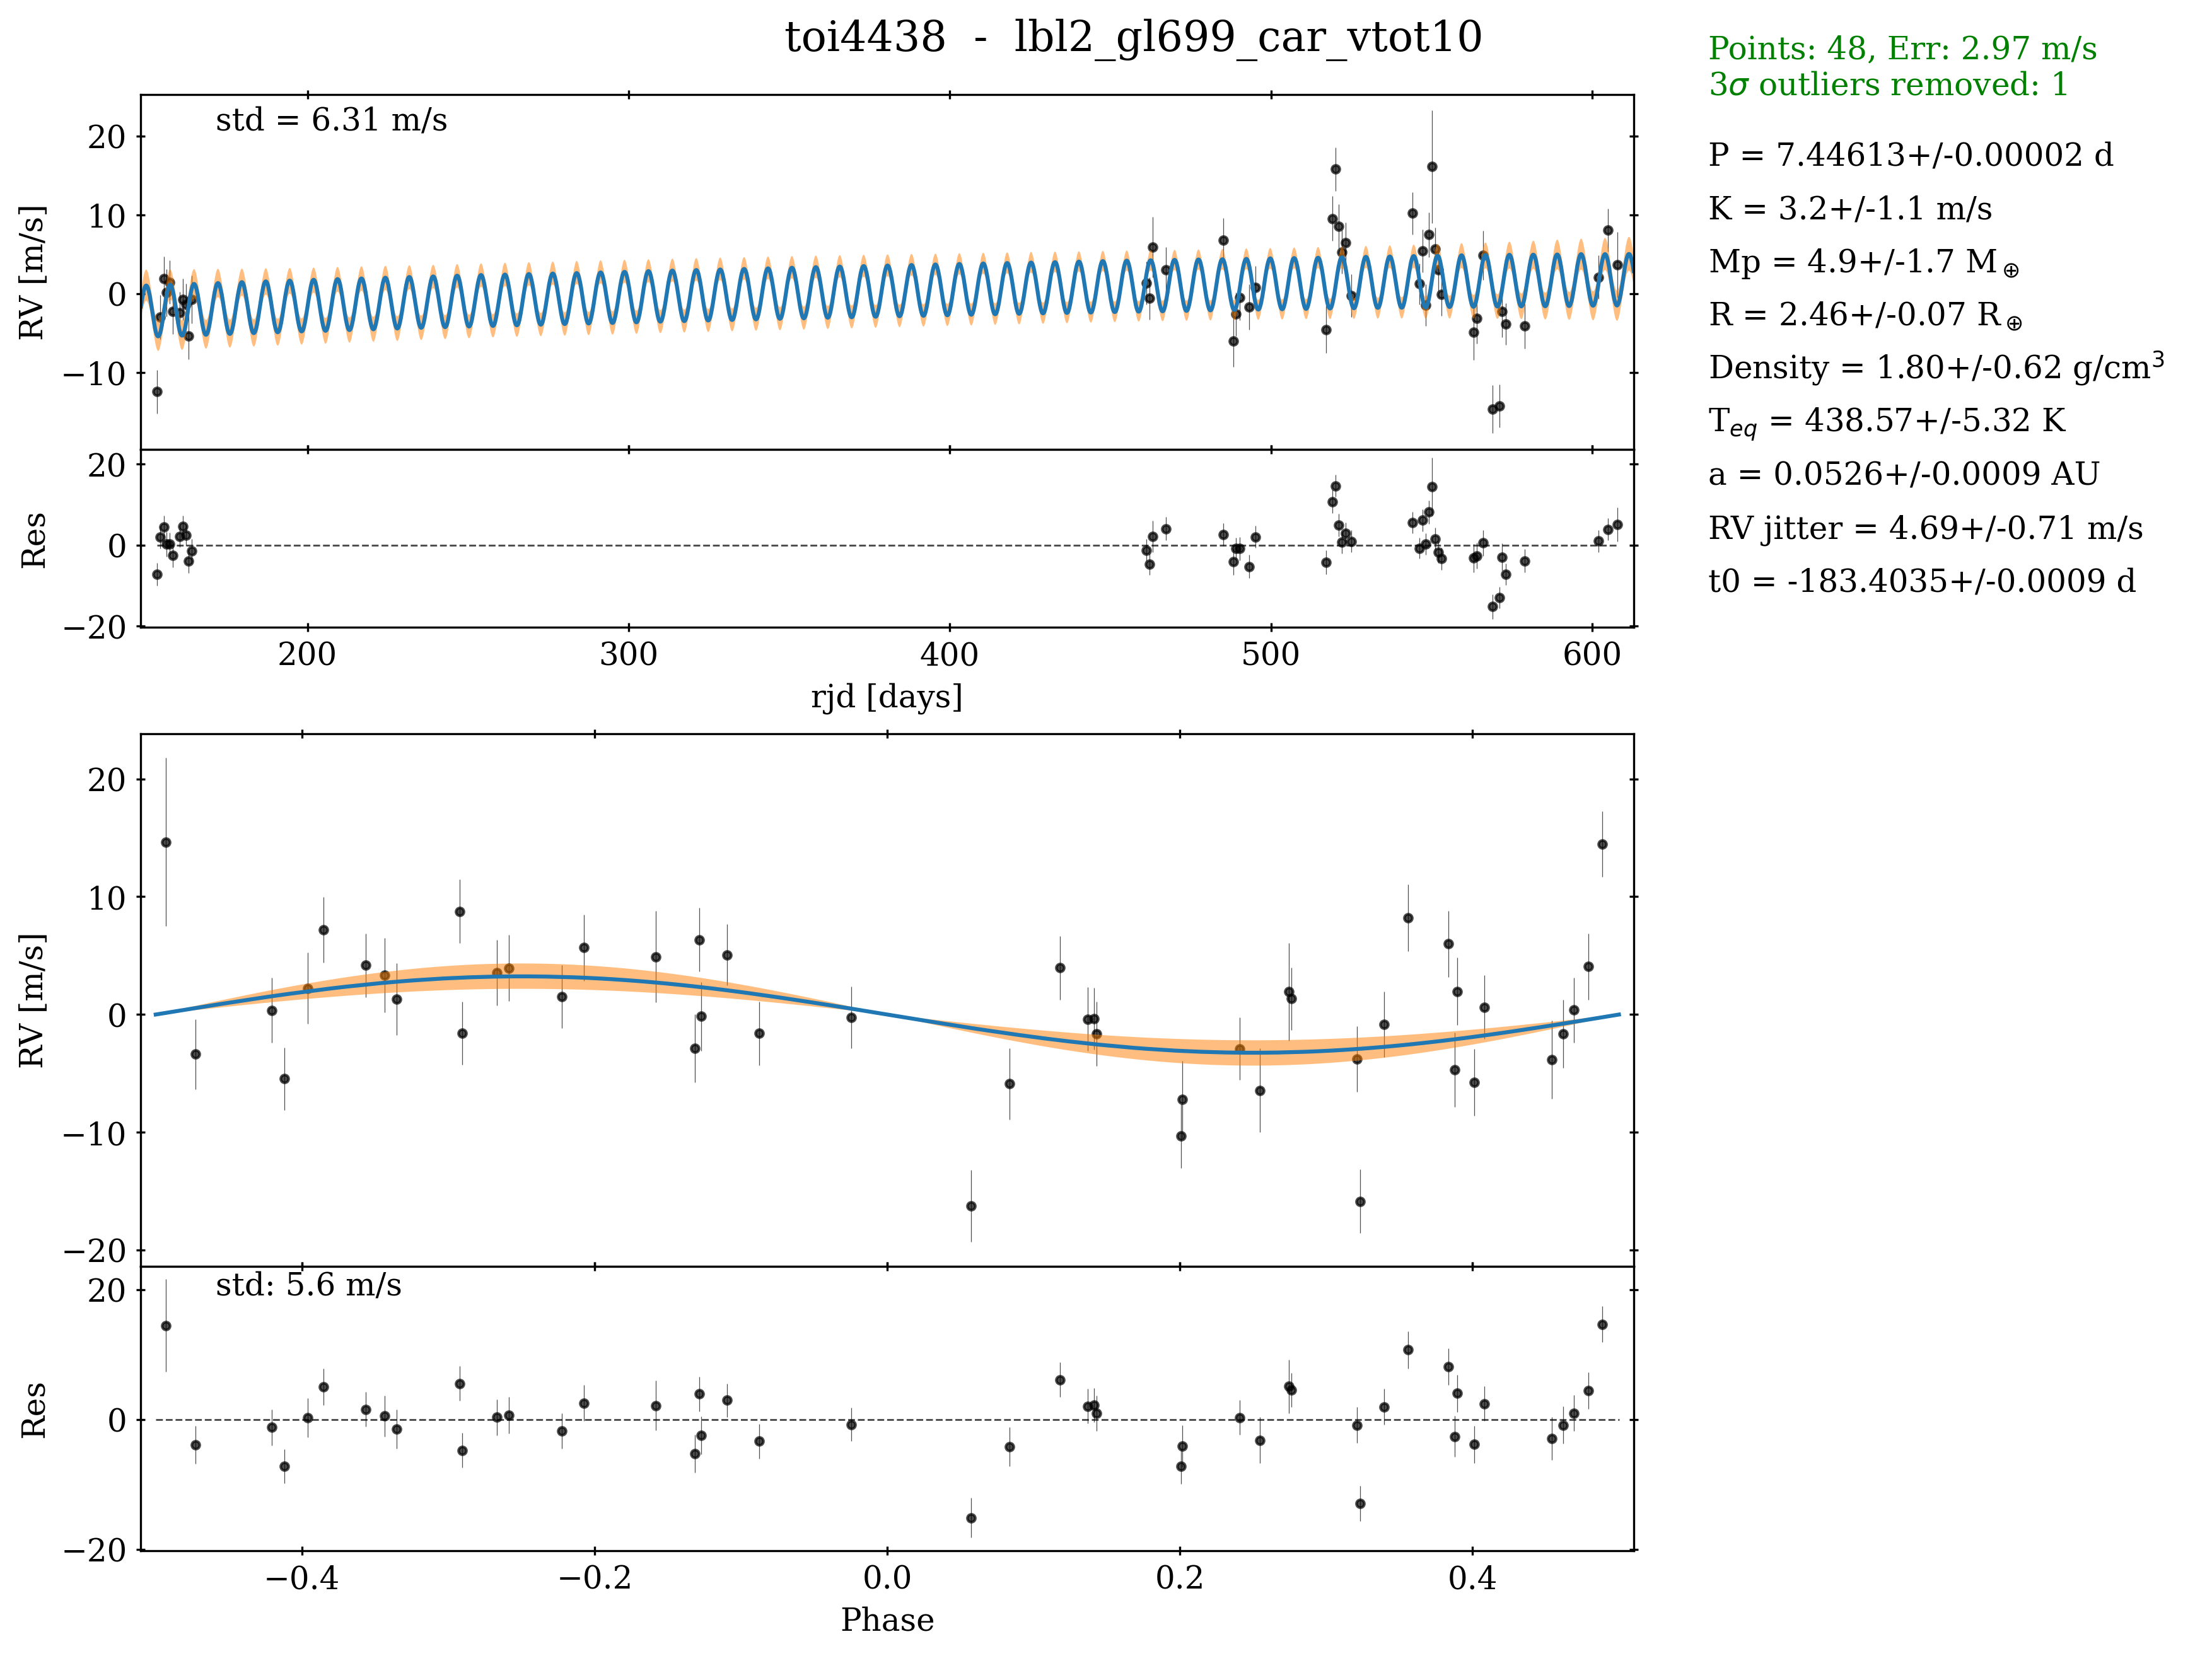 toi4438 - lbl2_gl699_car_vtot10
Points: 48, Err: 2.97 m/s
3σ outliers removed: 1
P = 7.44613+/-0.00002 d
K = 3.2+/-1.1 m/s
Mp = 4.9+/-1.7 M⊕
R = 2.46+/-0.07 R⊕
Density = 1.80+/-0.62 g/cm³
T_eq = 438.57+/-5.32 K
a = 0.0526+/-0.0009 AU
RV jitter = 4.69+/-0.71 m/s
t0 = -183.4035+/-0.0009 d
std = 6.31 m/s
RV [m/s]
20
10
0
−10
Res
20
0
−20
200 300 400 500 600
rjd [days]
RV [m/s]
20
10
0
−10
−20
std: 5.6 m/s
Res
20
0
−20
−0.4 −0.2 0.0 0.2 0.4
Phase